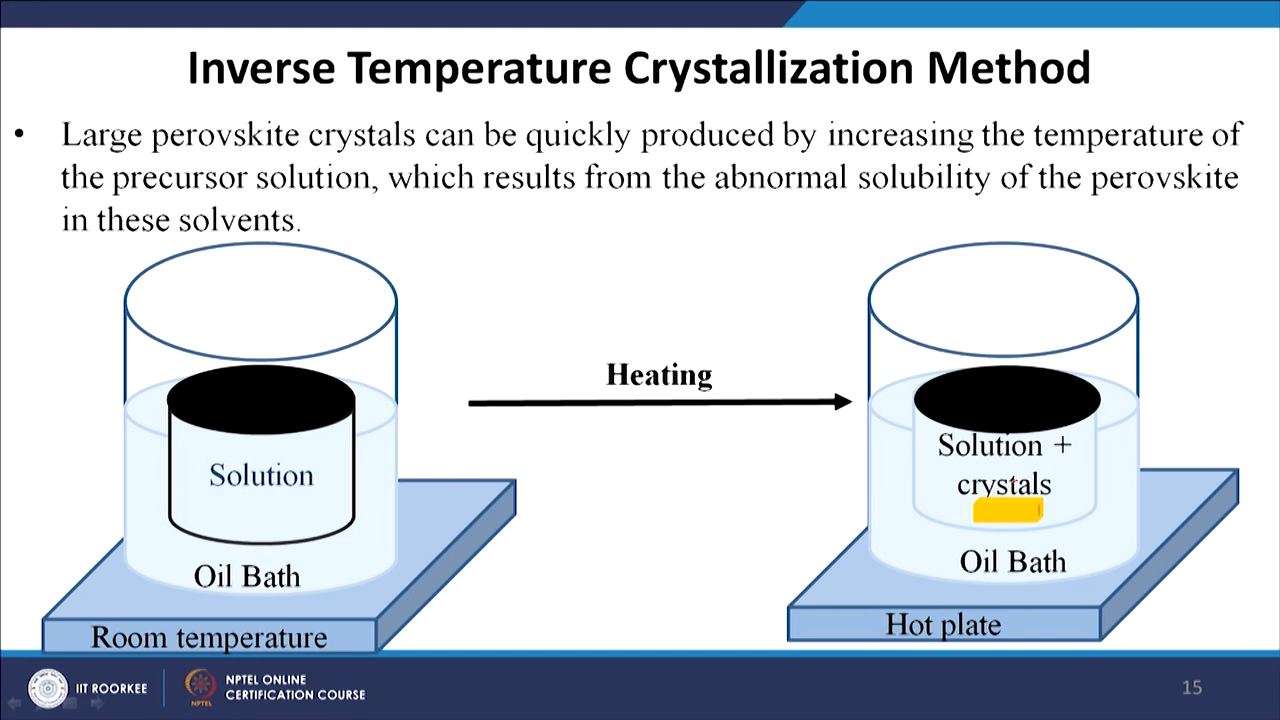 Inverse Temperature Crystallization Method
• Large perovskite crystals can be quickly produced by increasing the temperature of
the precursor solution, which results from the abnormal solubility of the perovskite
in these solvents.
Heating
Solution
Solution +
crystals
Oil Bath
Oil Bath
Room temperature
Hot plate
IIT ROORKEE
NPTEL ONLINE
CERTIFICATION COURSE
NPTEL
15